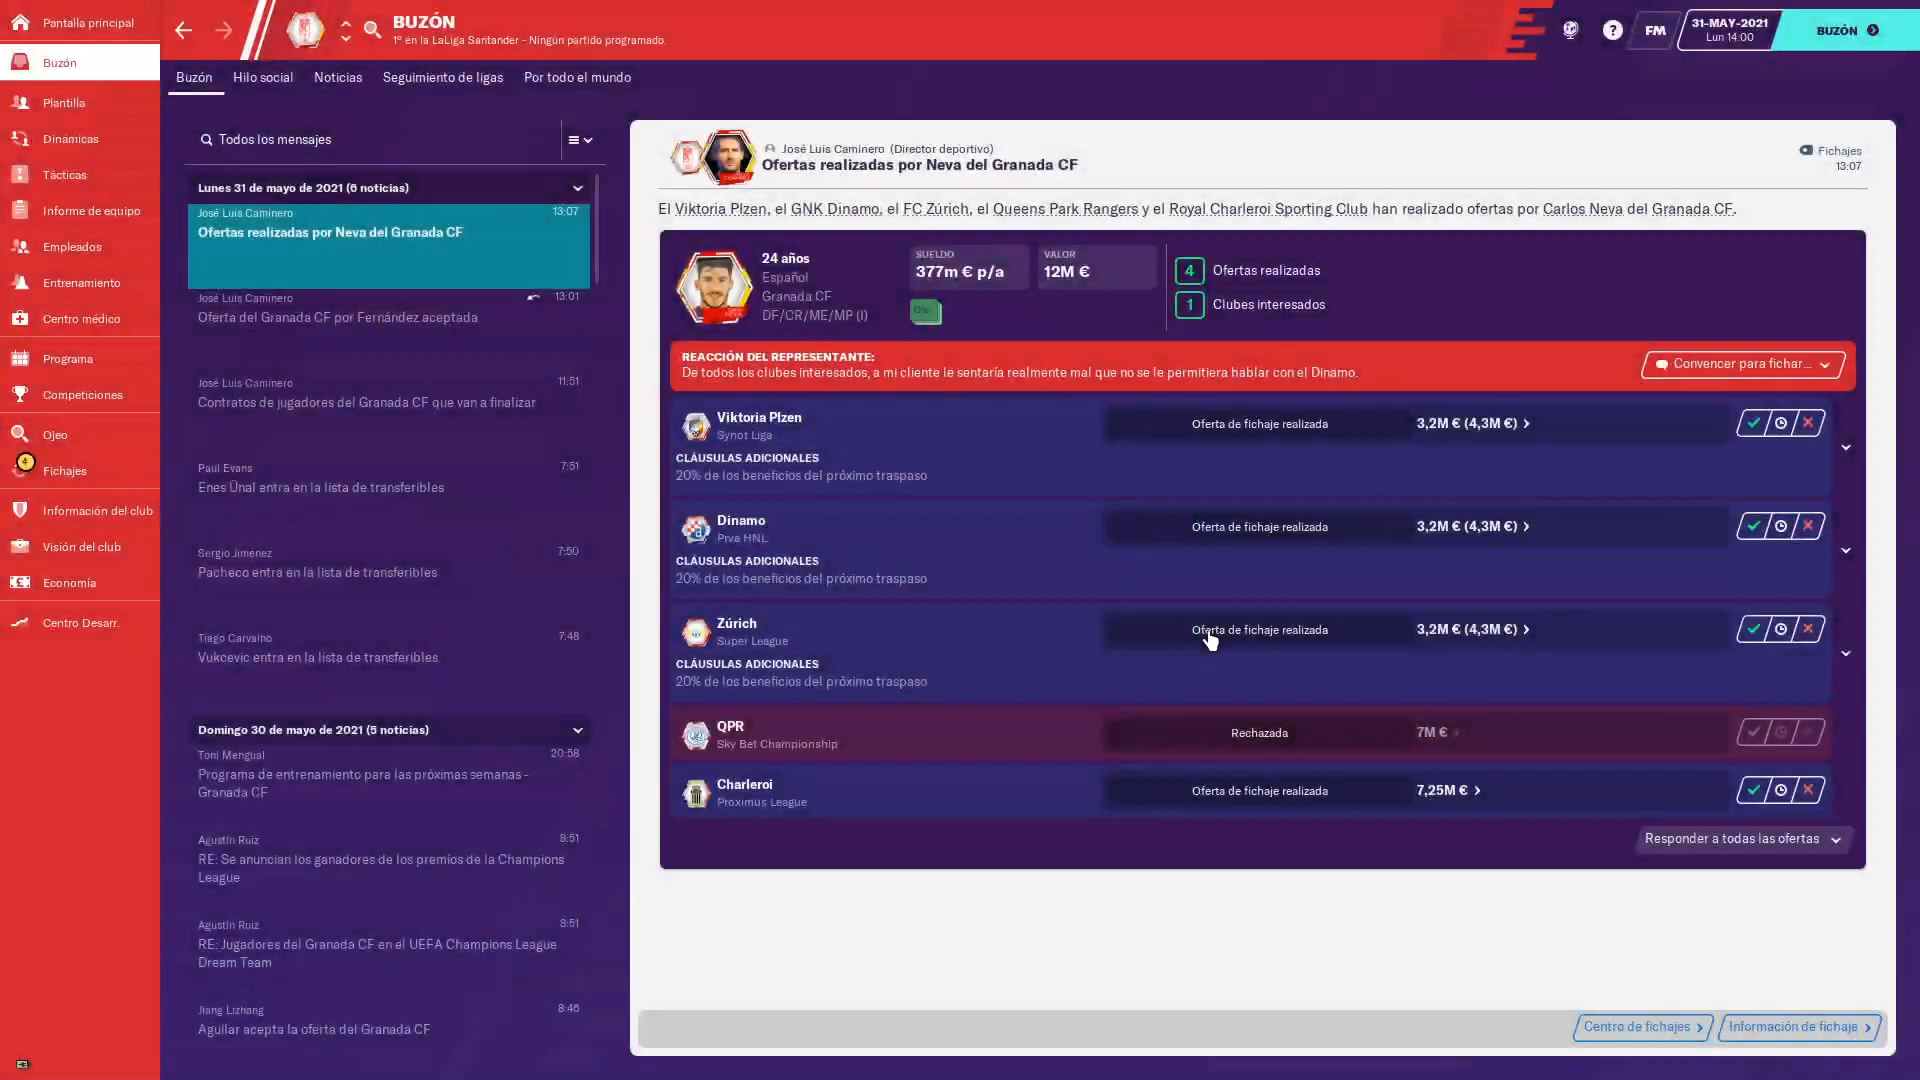 Pantalla principal
Buzón
Plantilla
Dinámicas
Tácticas
Informe de equipo
Empleados
Entrenamiento
Centro médico
Programa
Competiciones
Ojeo
4
Fichajes
Información del club
Visión del club
Economía
Centro Desarr.
BUZÓN
1º en la LaLiga Santander - Ningún partido programado.
FM
31-MAY-2021
Lun 14:00
BUZÓN
Buzón
Hilo social
Noticias
Seguimiento de ligas
Por todo el mundo
Todos los mensajes
Lunes 31 de mayo de 2021 (6 noticias)
José Luis Caminero 13:07
Ofertas realizadas por Neva del Granada CF
José Luis Caminero 13:01
Oferta del Granada CF por Fernández aceptada
José Luis Caminero 11:51
Contratos de jugadores del Granada CF que van a finalizar
Paul Evans 7:51
Enes Ünal entra en la lista de transferibles
Sergio Jiménez 7:50
Pacheco entra en la lista de transferibles
Tiago Carvalho 7:48
Vukcevic entra en la lista de transferibles
Domingo 30 de mayo de 2021 (5 noticias)
Toni Mengual 20:58
Programa de entrenamiento para las próximas semanas -
Granada CF
Agustín Ruiz 8:51
RE: Se anuncian los ganadores de los premios de la Champions
League
Agustín Ruiz 8:51
RE: Jugadores del Granada CF en el UEFA Champions League
Dream Team
Jiang Lizhang 8:46
Aguilar acepta la oferta del Granada CF
José Luis Caminero (Director deportivo)
Ofertas realizadas por Neva del Granada CF
Fichajes
13:07
El Viktoria Plzen, el GNK Dinamo, el FC Zúrich, el Queens Park Rangers y el Royal Charleroi Sporting Club han realizado ofertas por Carlos Neva del Granada CF.
24 años
Español
Granada CF
DF/CR/ME/MP (I)
SUELDO
377m € p/a
VALOR
12M €
4 Ofertas realizadas
1 Clubes interesados
REACCIÓN DEL REPRESENTANTE:
De todos los clubes interesados, a mi cliente le sentaría realmente mal que no se le permitiera hablar con el Dinamo.
Convencer para fichar...
Viktoria Plzen
Synot Liga
Oferta de fichaje realizada
3,2M € (4,3M €)
CLÁUSULAS ADICIONALES
20% de los beneficios del próximo traspaso
Dinamo
Prva HNL
Oferta de fichaje realizada
3,2M € (4,3M €)
CLÁUSULAS ADICIONALES
20% de los beneficios del próximo traspaso
Zúrich
Super League
Oferta de fichaje realizada
3,2M € (4,3M €)
CLÁUSULAS ADICIONALES
20% de los beneficios del próximo traspaso
QPR
Sky Bet Championship
Rechazada
7M €
Charleroi
Proximus League
Oferta de fichaje realizada
7,25M €
Responder a todas las ofertas
Centro de fichajes
Información de fichaje